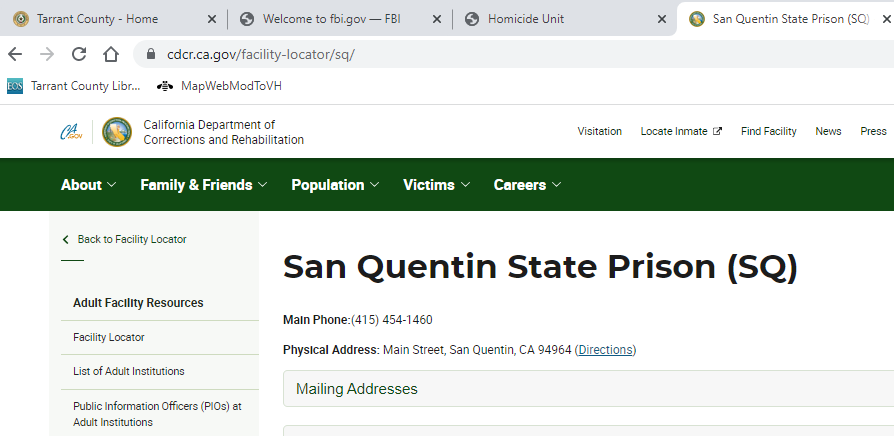 Tarrant County - Home
Welcome to fbi.gov — FBI
Homicide Unit
San Quentin State Prison (SQ)
cdcr.ca.gov/facility-locator/sq/
EOS
Tarrant County Libr...
MapWebModToVH
CA
.GOV
California Department of
Corrections and Rehabilitation
Visitation
Locate Inmate
Find Facility
News
Press
About
Family & Friends
Population
Victims
Careers
Back to Facility Locator
Adult Facility Resources
Facility Locator
List of Adult Institutions
Public Information Officers (PIOs) at
Adult Institutions
San Quentin State Prison (SQ)
Main Phone:(415) 454-1460
Physical Address: Main Street, San Quentin, CA 94964 (Directions)
Mailing Addresses